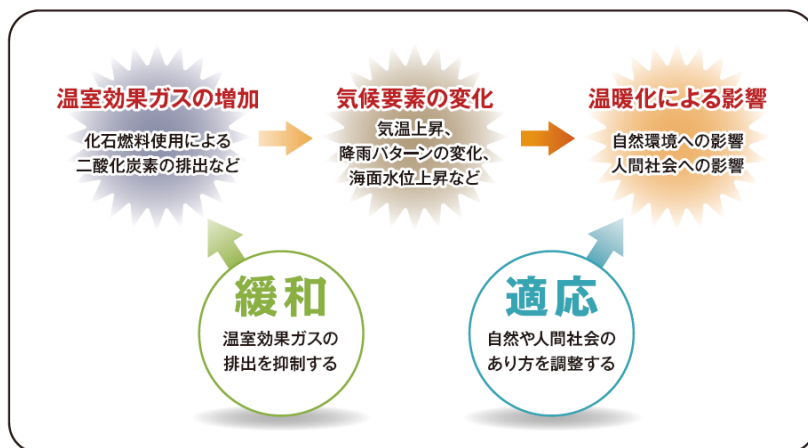 温室効果ガスの増加
化石燃料使用による
二酸化炭素の排出など
気候要素の変化
気温上昇、
降雨パターンの変化、
海面水位上昇など
温暖化による影響
自然環境への影響
人間社会への影響
緩和
温室効果ガスの
排出を抑制する
適応
自然や人間社会の
あり方を調整する